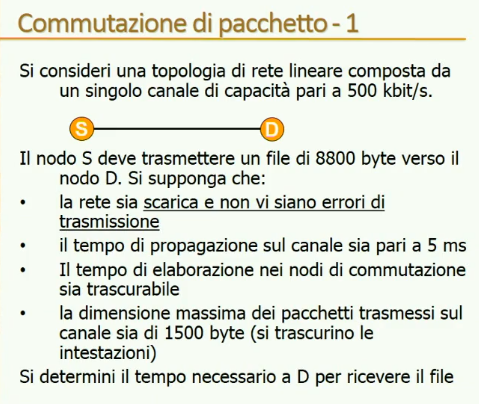 Commutazione di pacchetto - 1
Si consideri una topologia di rete lineare composta da
un singolo canale di capacità pari a 500 kbit/s.
S D
Il nodo S deve trasmettere un file di 8800 byte verso il
nodo D. Si supponga che:
• la rete sia scarica e non vi siano errori di
trasmissione
• il tempo di propagazione sul canale sia pari a 5 ms
• Il tempo di elaborazione nei nodi di commutazione
sia trascurabile
• la dimensione massima dei pacchetti trasmessi sul
canale sia di 1500 byte (si trascurino le
intestazioni)
Si determini il tempo necessario a D per ricevere il file